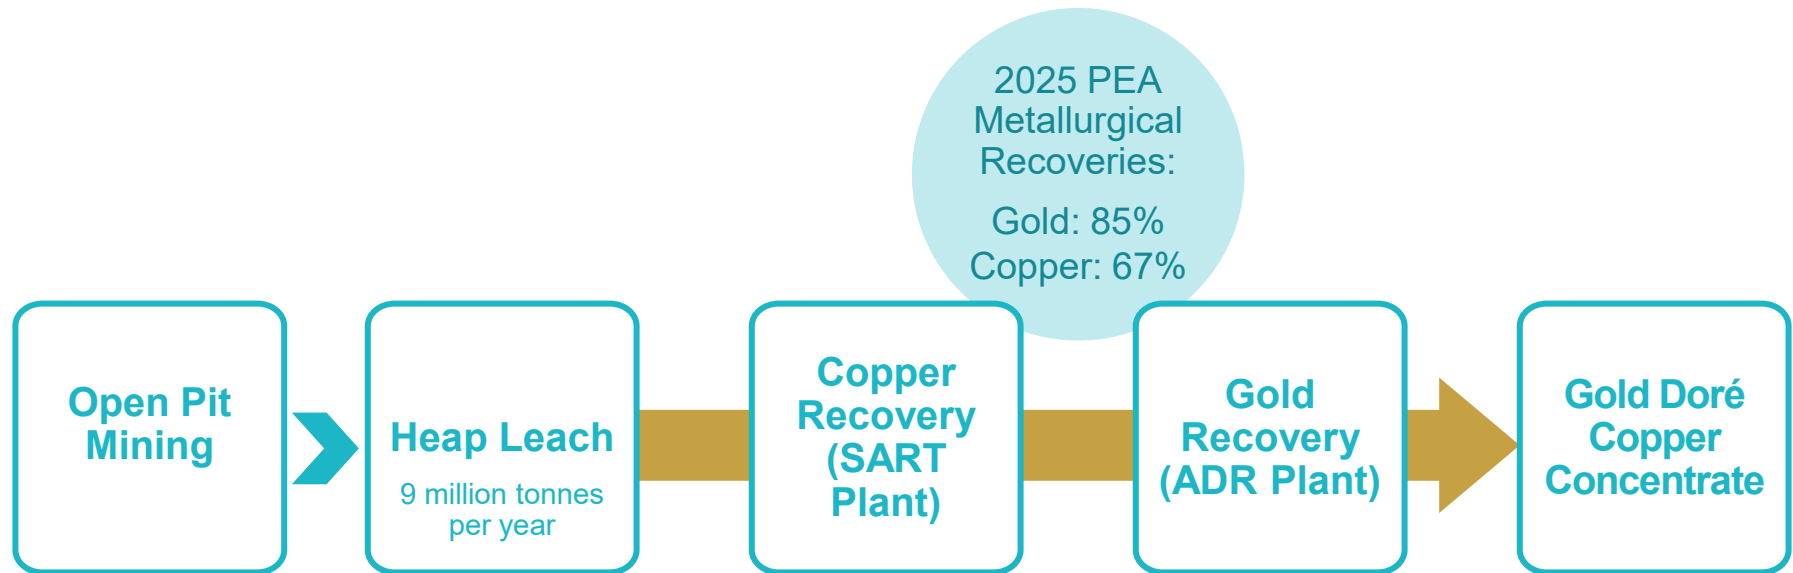 2025 PEA
Metallurgical
Recoveries:
Gold: 85%
Copper: 67%
Open Pit
Mining
Heap Leach
9 million tonnes
per year
Copper
Recovery
(SART
Plant)
Gold
Recovery
(ADR Plant)
Gold Doré
Copper
Concentrate